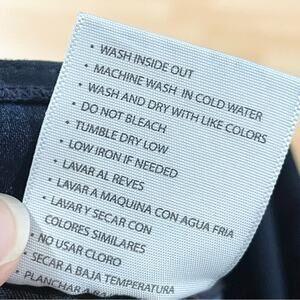 • WASH INSIDE OUT
• MACHINE WASH IN COLD WATER
• WASH AND DRY WITH LIKE COLORS
• DO NOT BLEACH
• TUMBLE DRY LOW
• LOW IRON IF NEEDED
• LAVAR AL REVES
• LAVAR A MAQUINA CON AGUA FRIA
• LAVAR Y SECAR CON
COLORES SIMILARES
• NO USAR CLORO
• SECAR A BAJA TEMPERATURA
PLANCHAR A